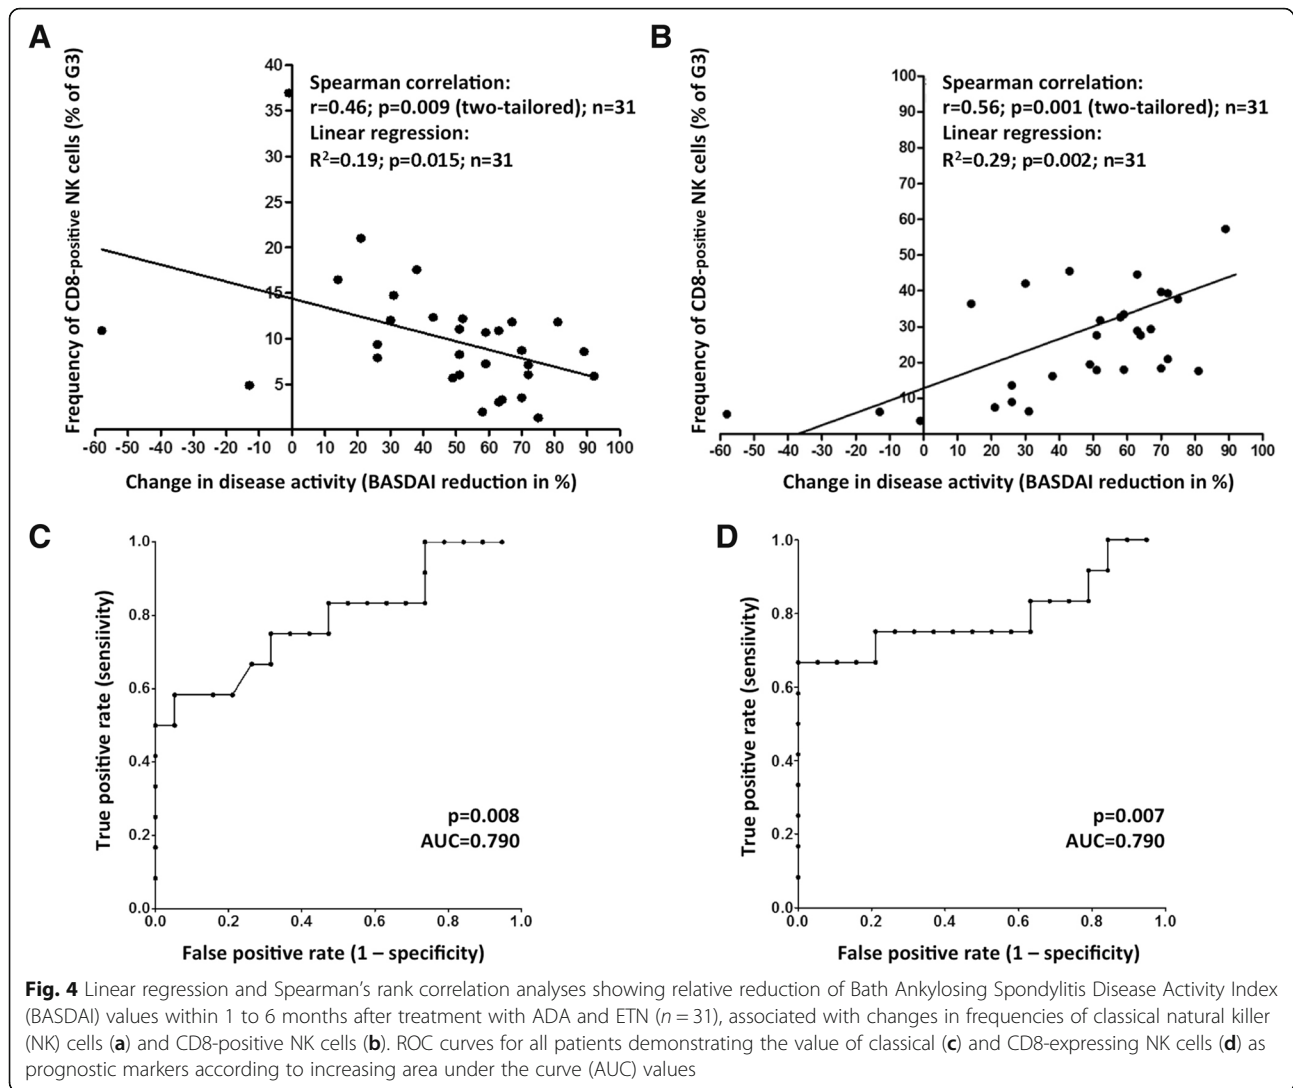 A
Frequency of CD8-positive NK cells (% of G3)
40
35
30
25
20
15
10
5
Spearman correlation:
r=0.46; p=0.009 (two-tailored); n=31
Linear regression:
R²=0.19; p=0.015; n=31
-60 -50 -40 -30 -20 -10 0 10 20 30 40 50 60 70 80 90 100
Change in disease activity (BASDAI reduction in %)
B
Frequency of CD8-positive NK cells (% of G3)
100
90
80
70
60
50
40
30
20
10
Spearman correlation:
r=0.56; p=0.001 (two-tailored); n=31
Linear regression:
R²=0.29; p=0.002; n=31
-60 -50 -40 -30 -20 -10 0 10 20 30 40 50 60 70 80 90 100
Change in disease activity (BASDAI reduction in %)
C
True positive rate (sensiivity)
1.0
0.8
0.6
0.4
0.2
0.0
p=0.008
AUC=0.790
0.0 0.2 0.4 0.6 0.8 1.0
False positive rate (1 – specificity)
D
True positive rate (sensiivity)
1.0
0.8
0.6
0.4
0.2
0.0
p=0.007
AUC=0.790
0.0 0.2 0.4 0.6 0.8 1.0
False positive rate (1 – specificity)
Fig. 4 Linear regression and Spearman's rank correlation analyses showing relative reduction of Bath Ankylosing Spondylitis Disease Activity Index
(BASDAI) values within 1 to 6 months after treatment with ADA and ETN (n = 31), associated with changes in frequencies of classical natural killer
(NK) cells (a) and CD8-positive NK cells (b). ROC curves for all patients demonstrating the value of classical (c) and CD8-expressing NK cells (d) as
prognostic markers according to increasing area under the curve (AUC) values